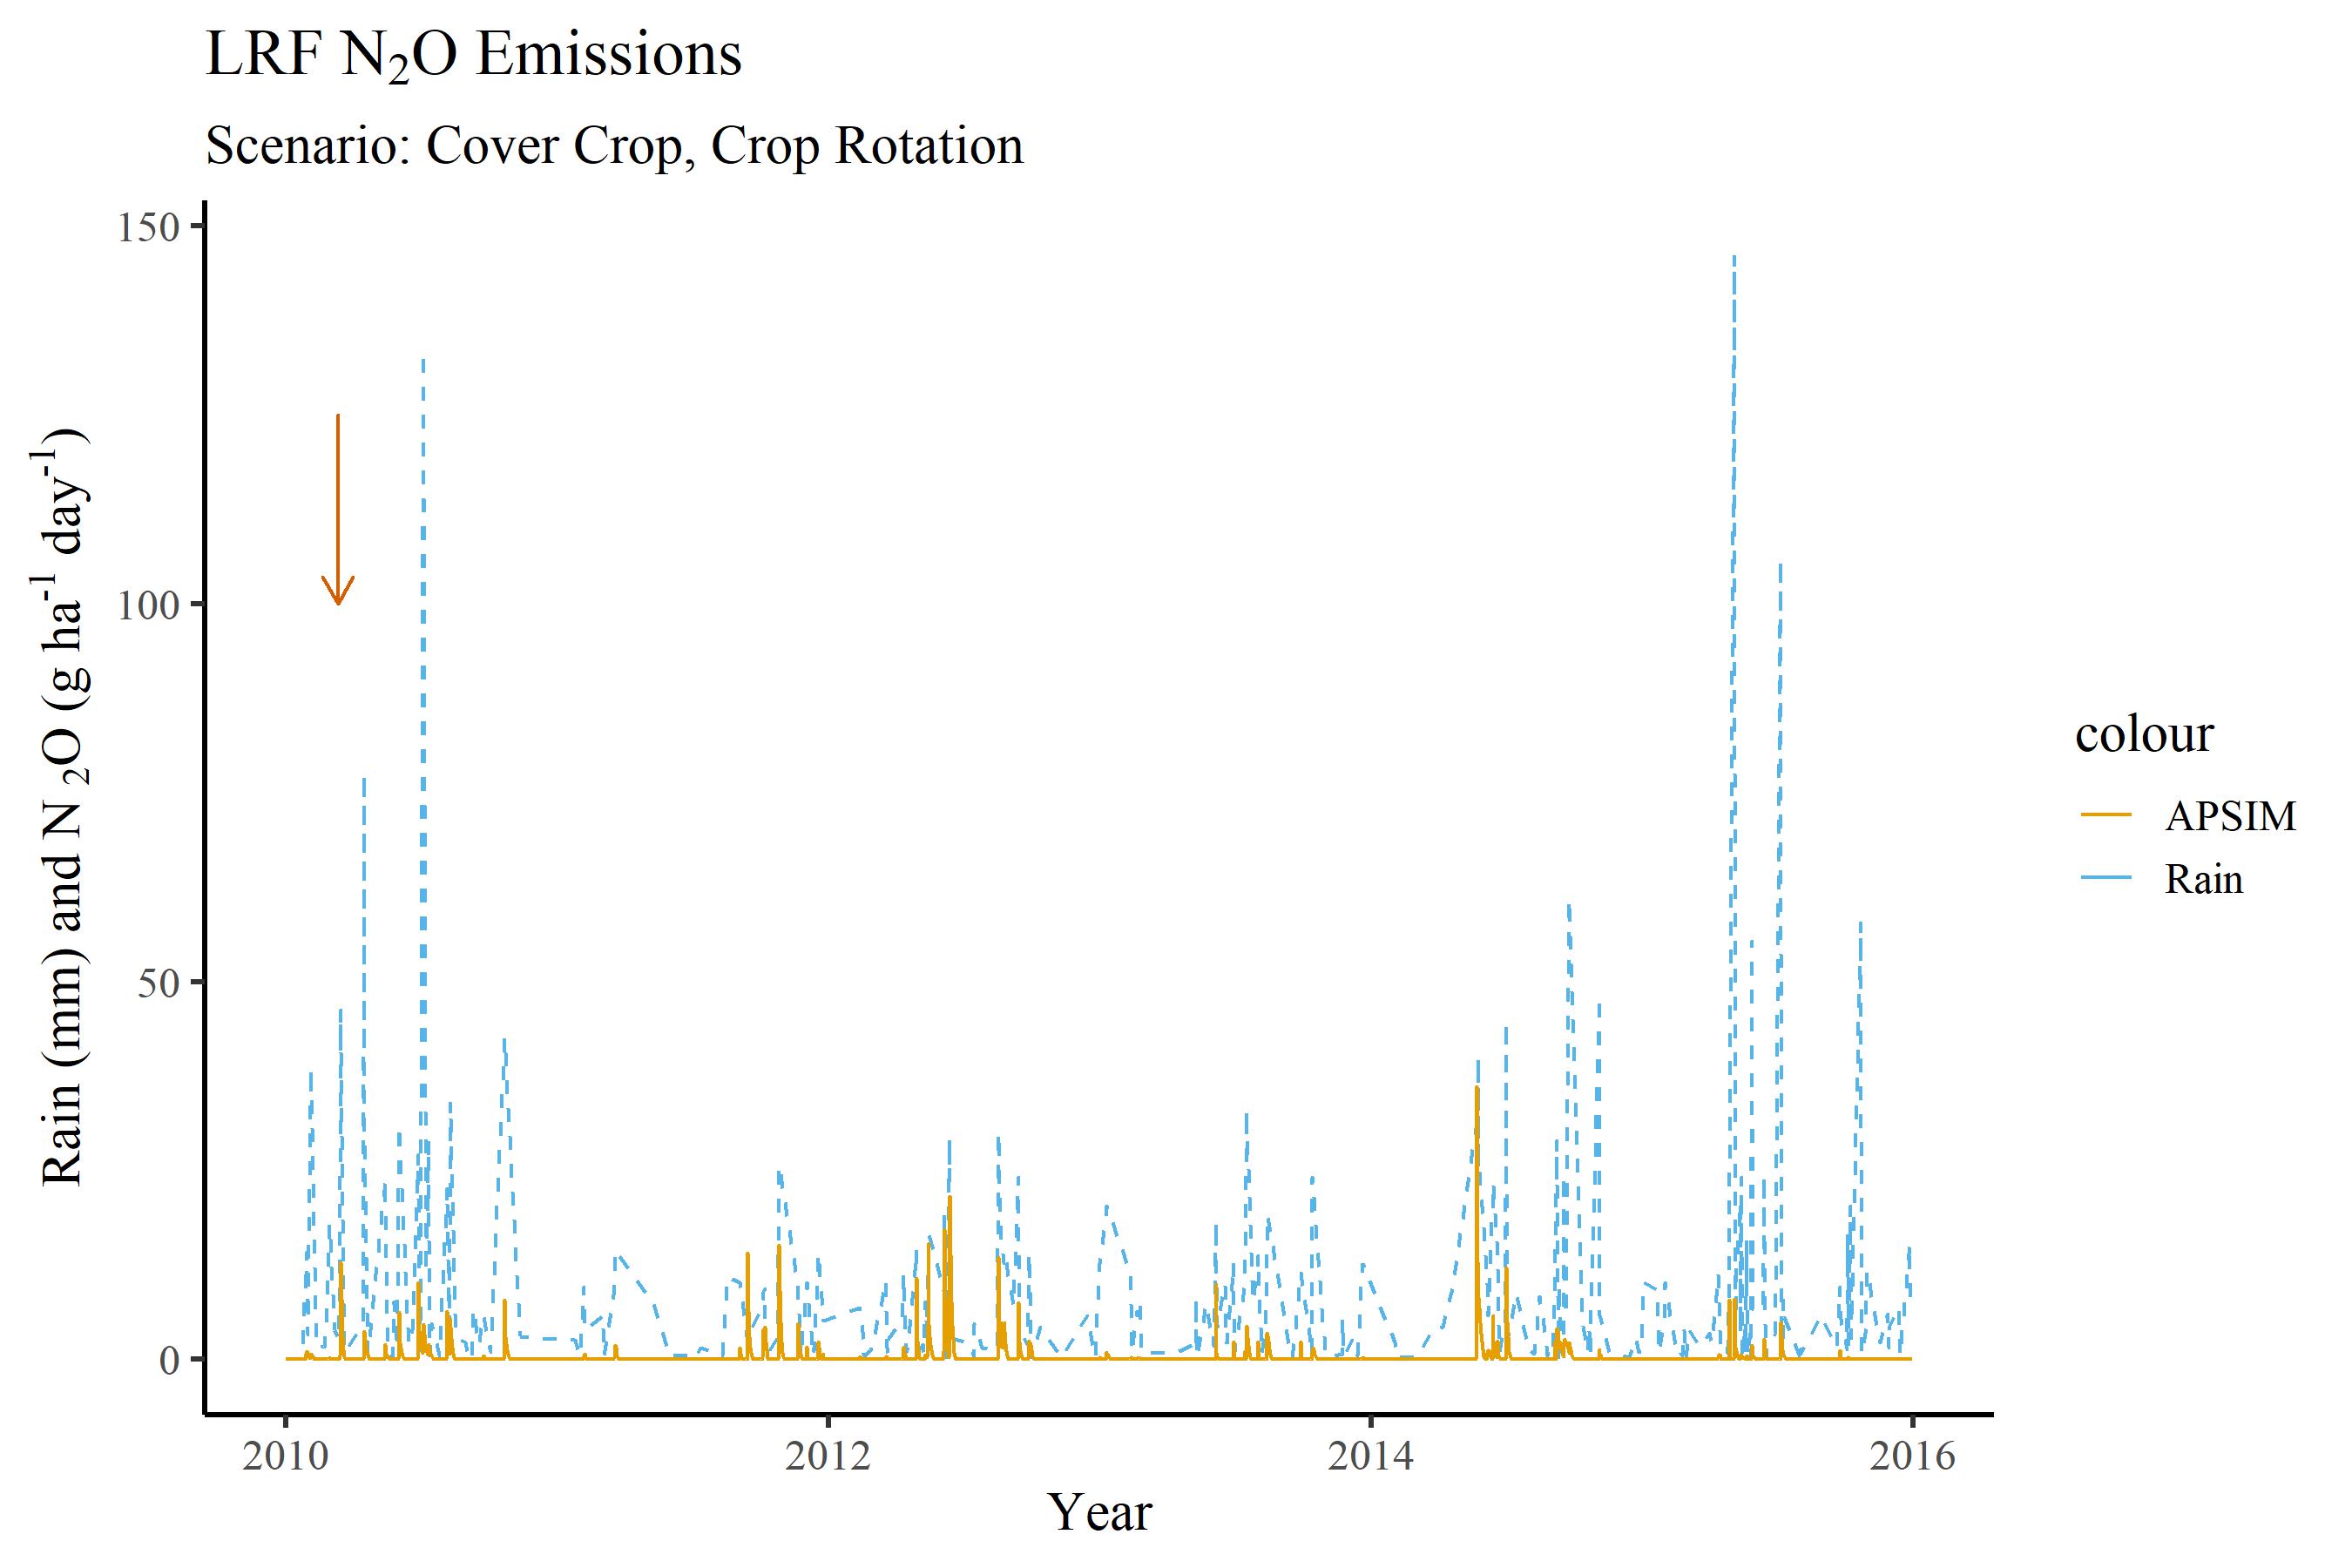 LRF N₂O Emissions
Scenario: Cover Crop, Crop Rotation
Rain (mm) and N ₂O (g ha⁻¹ day⁻¹)
150
100
50
0
2010 2012 2014 2016
Year
colour
APSIM
Rain